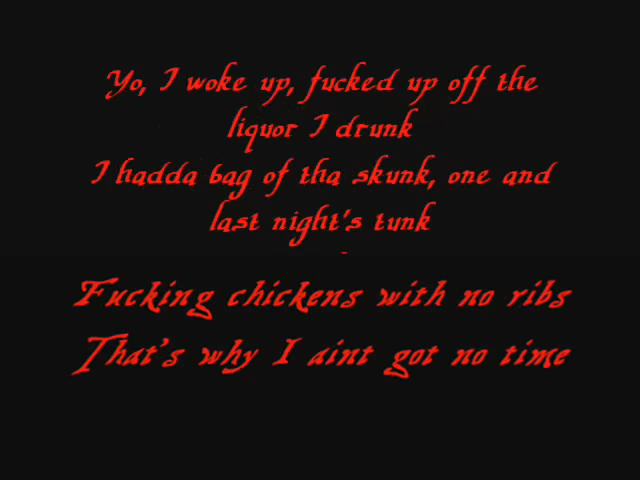 Yo, I woke up, fucked up off the
liquor I drunk
I hadda bag of tha skunk, one and
last night's tunk
Fucking chickens with no ribs
That's why I aint got no time